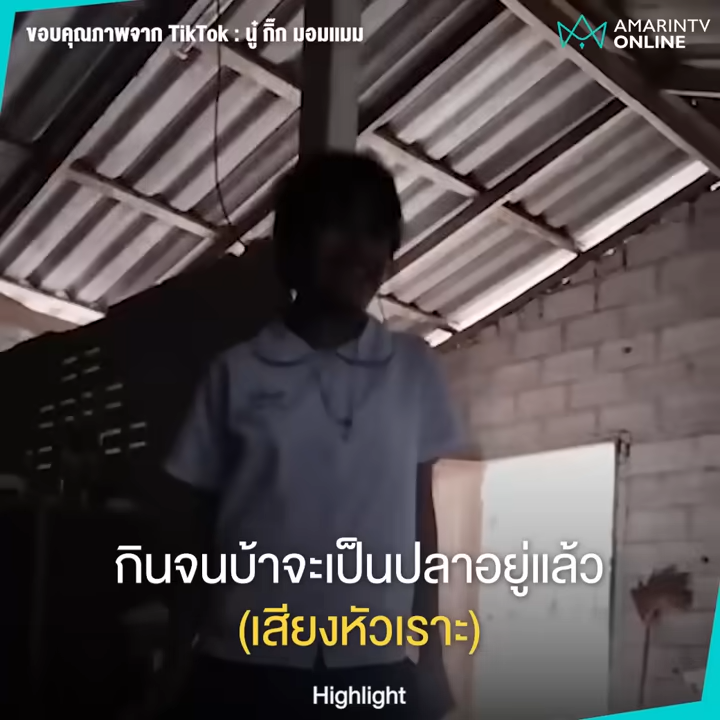 ขอบคุณภาพจาก TikTok : นู๋ กิ๊ก มอมแมม
AMARINTV
ONLINE
กินจนบ้าจะเป็นปลาอยู่แล้ว
(เสียงหัวเราะ)
Highlight